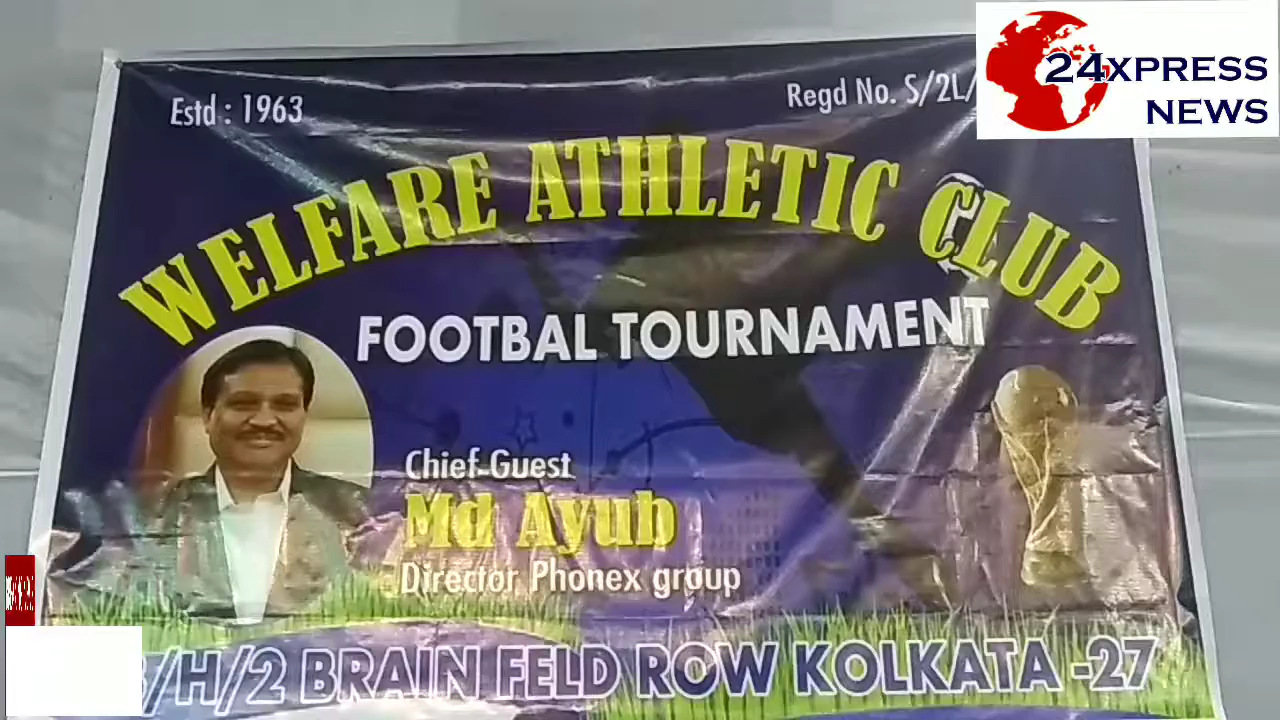 24XPRESS
NEWS
Estd : 1963
Regd No. S/2L/
WELFARE ATHLETIC CLUB
FOOTBAL TOURNAMENT
Chief-Guest
Md Ayub
Director Phonex group
/H/2 BRAIN FELD ROW KOLKATA -27